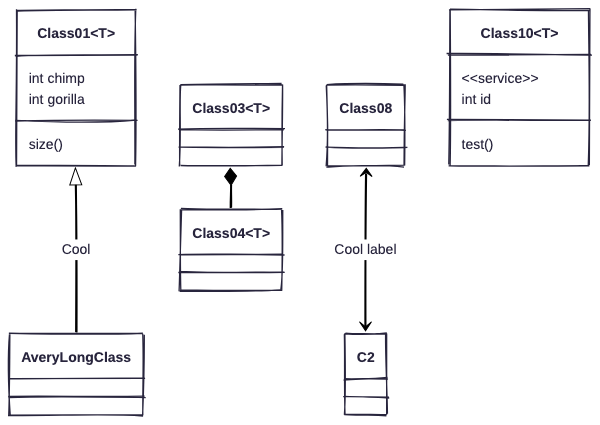 Class01<T>
int chimp
int gorilla
size()
Class03<T>
Class08
Class10<T>
<<service>>
int id
test()
Class04<T>
Cool
Cool label
AveryLongClass
C2